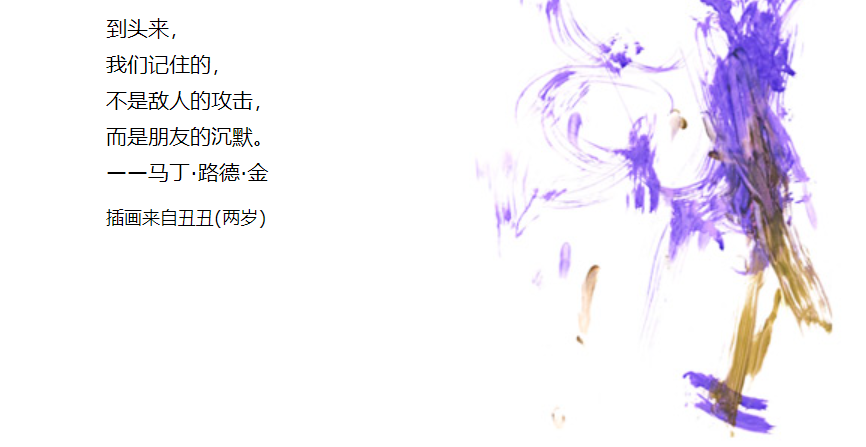 到头来，
我们记住的，
不是敌人的攻击，
而是朋友的沉默。
——马丁·路德·金
插画来自丑丑(两岁)